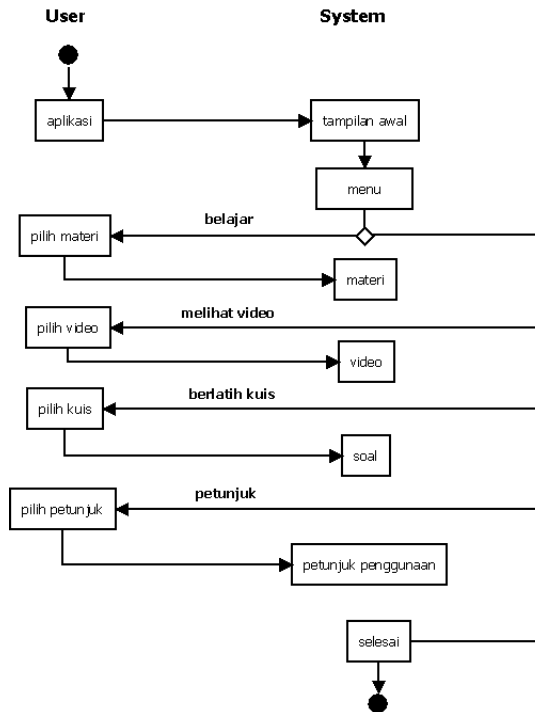 User
System
aplikasi
tampilan awal
menu
belajar
pilih materi
materi
melihat video
pilih video
video
berlatih kuis
pilih kuis
soal
petunjuk
pilih petunjuk
petunjuk penggunaan
selesai